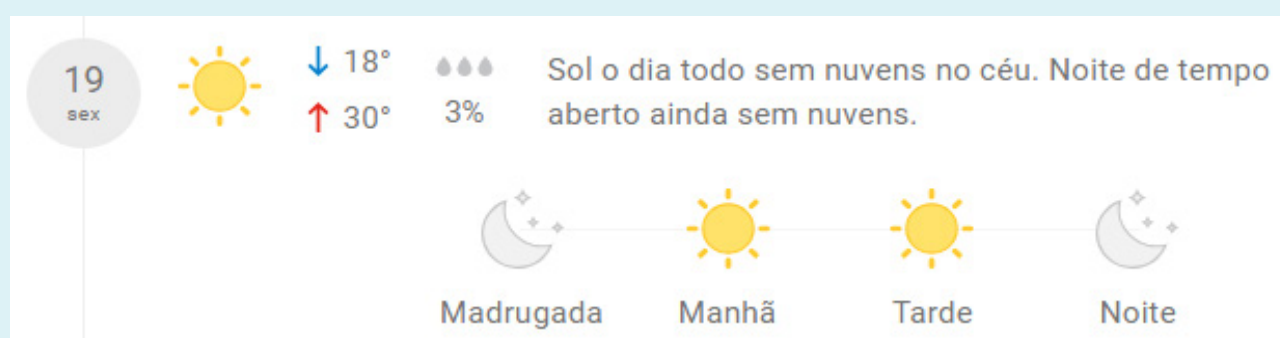 19
sex
↓ 18°
↑ 30°
3%
Sol o dia todo sem nuvens no céu. Noite de tempo
aberto ainda sem nuvens.
Madrugada Manhã Tarde Noite